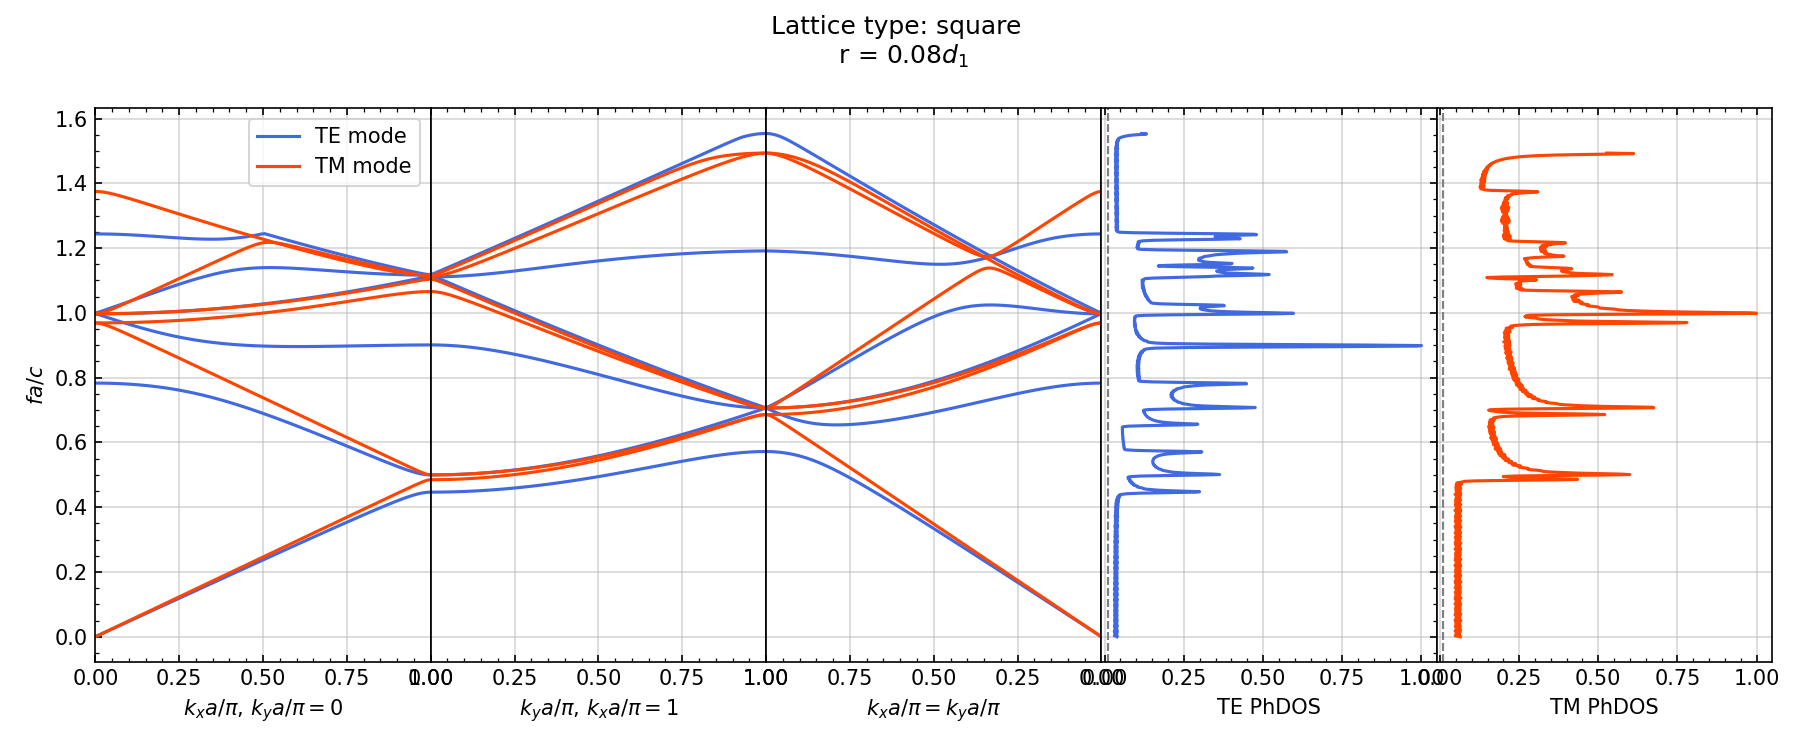 Lattice type: square
r = 0.08d₁
fa/c
1.6
1.4
1.2
1.0
0.8
0.6
0.4
0.2
0.0
TE mode
TM mode
0.00 0.25 0.50 0.75 1.00 0.00 0.25 0.50 0.75 1.00 1.00 0.75 0.50 0.25 0.00 0.00 0.25 0.50 0.75 1.00 0.00 0.25 0.50 0.75 1.00
kₓa/π, kᵧa/π = 0
kᵧa/π, kₓa/π = 1
kₓa/π = kᵧa/π
TE PhDOS
TM PhDOS